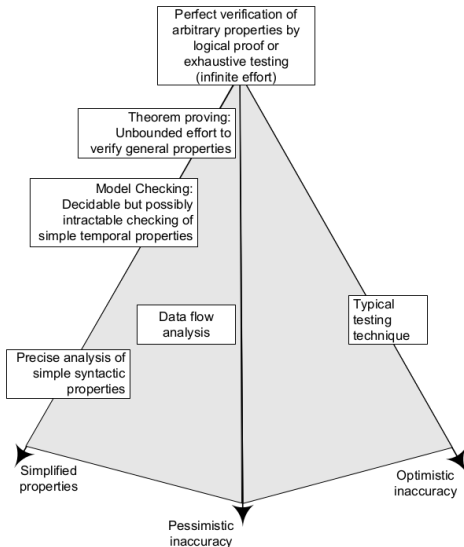 Perfect verification of
arbitrary properties by
logical proof or
exhaustive testing
(infinite effort)
Theorem proving:
Unbounded effort to
verify general properties
Model Checking:
Decidable but possibly
intractable checking of
simple temporal properties
Data flow
analysis
Typical
testing
technique
Precise analysis of
simple syntactic
properties
Simplified
properties
Optimistic
inaccuracy
Pessimistic
inaccuracy